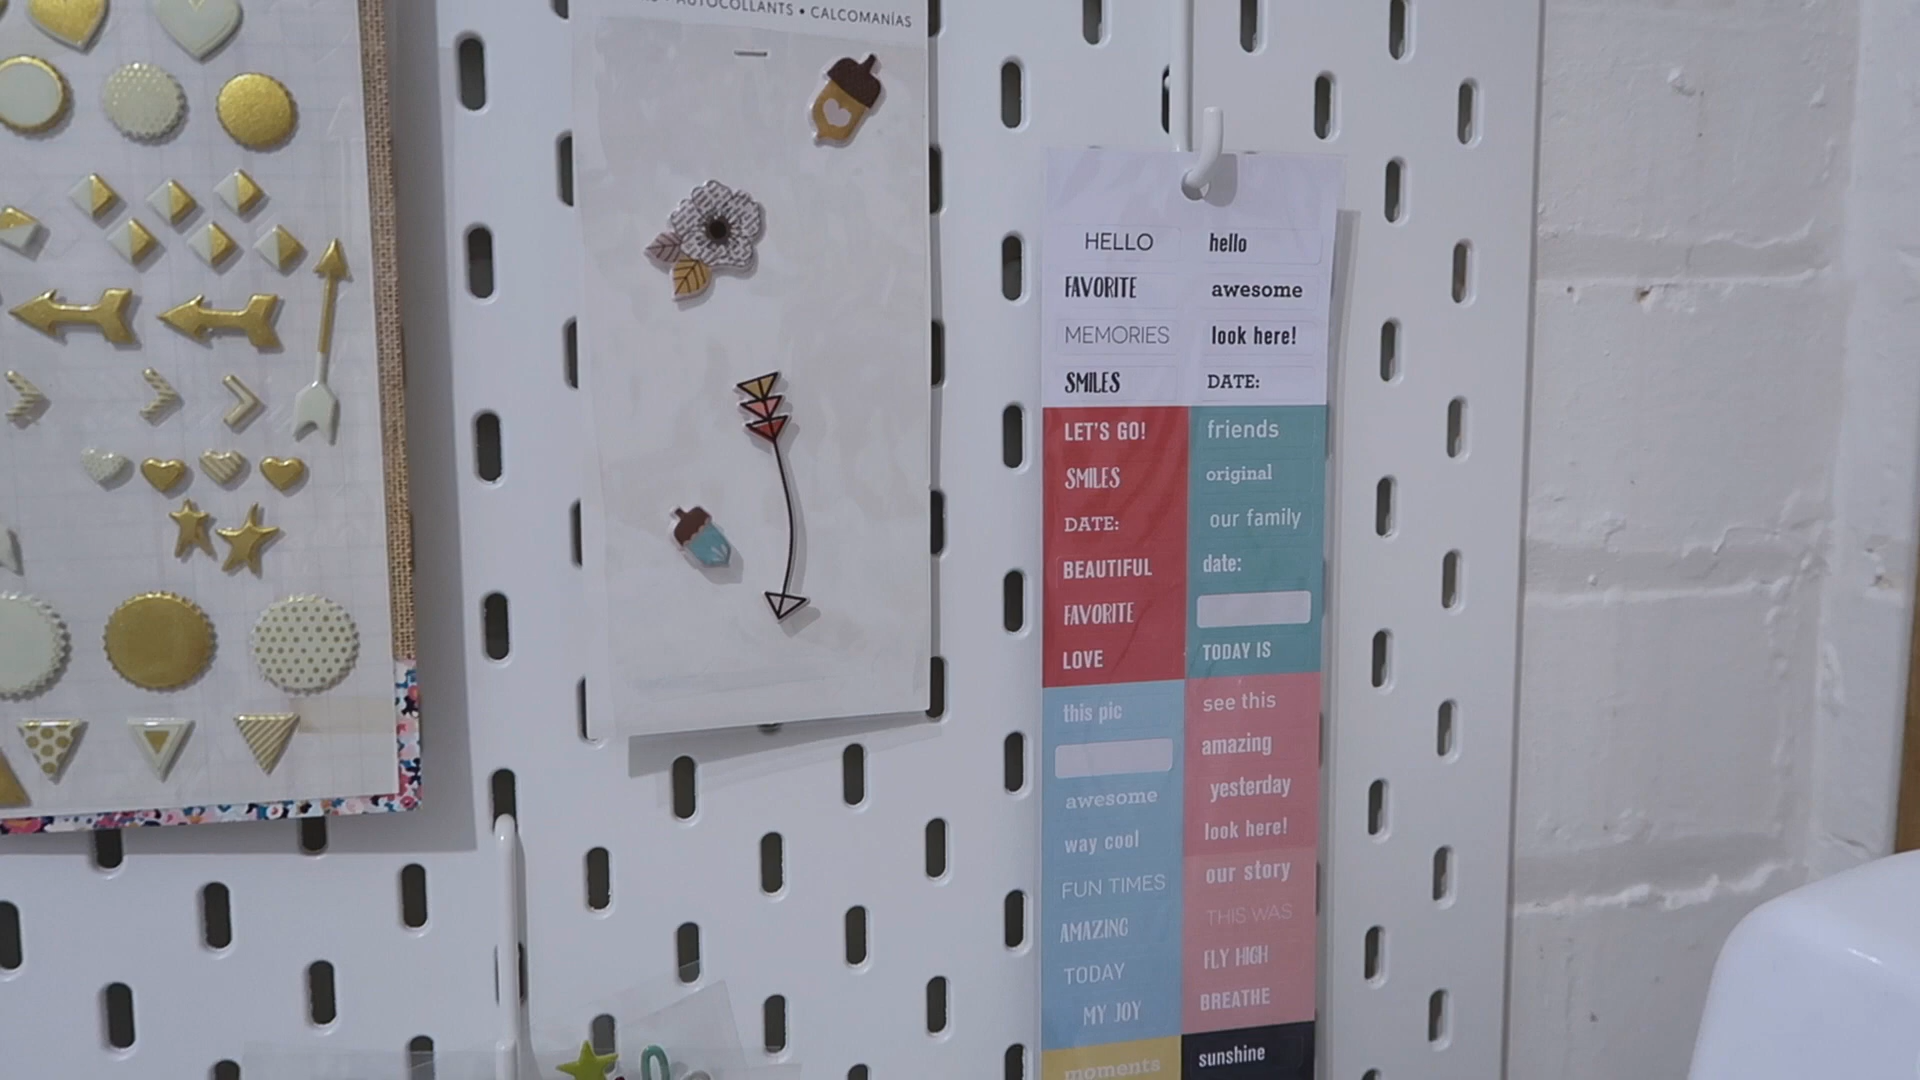 AUTOCOLLANTS • CALCOMANÍAS
HELLO
hello
FAVORITE
awesome
MEMORIES
look here!
SMILES
DATE:
LET'S GO!
friends
SMILES
original
DATE:
our family
BEAUTIFUL
date:
FAVORITE
LOVE
TODAY IS
this pic
see this
amazing
awesome
yesterday
way cool
look here!
FUN TIMES
our story
AMAZING
THIS WAS
TODAY
FLY HIGH
MY JOY
BREATHE
moments
sunshine